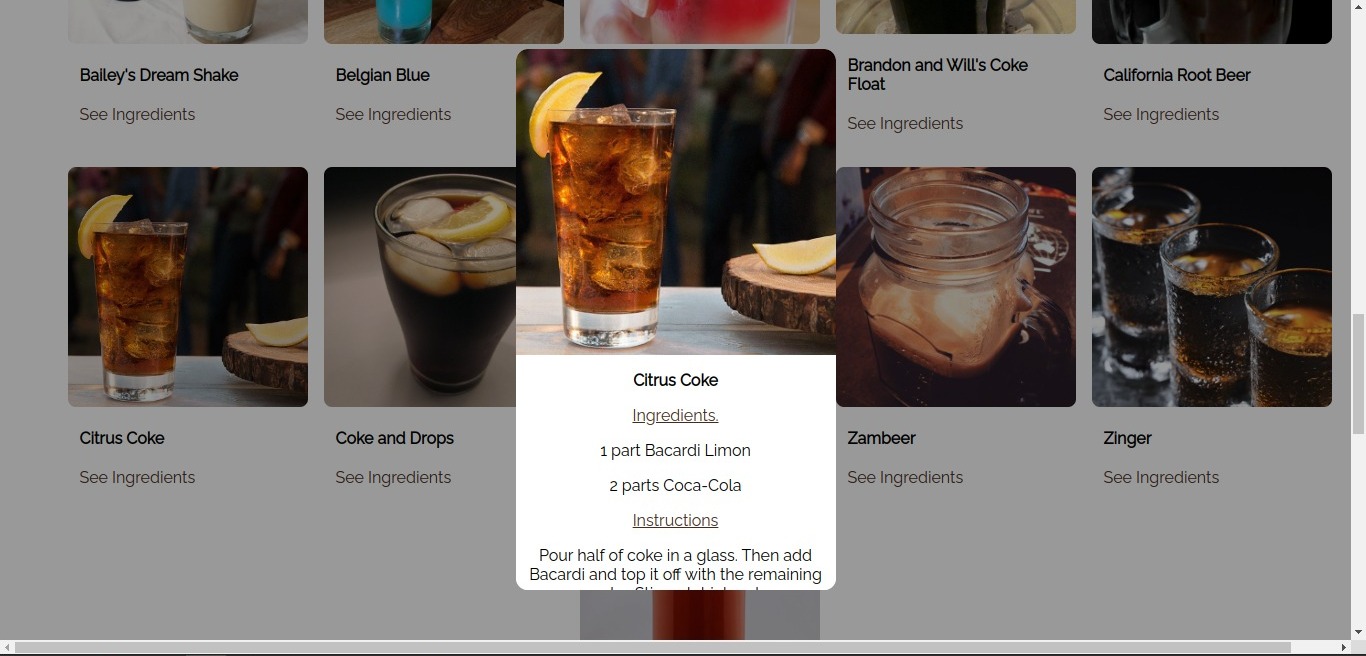 Bailey's Dream Shake
See Ingredients
Belgian Blue
See Ingredients
Brandon and Will's Coke
Float
See Ingredients
California Root Beer
See Ingredients
Citrus Coke
See Ingredients
Coke and Drops
See Ingredients
Citrus Coke
Ingredients.
1 part Bacardi Limon
2 parts Coca-Cola
Instructions
Pour half of coke in a glass. Then add
Bacardi and top it off with the remaining
Zambeer
See Ingredients
Zinger
See Ingredients